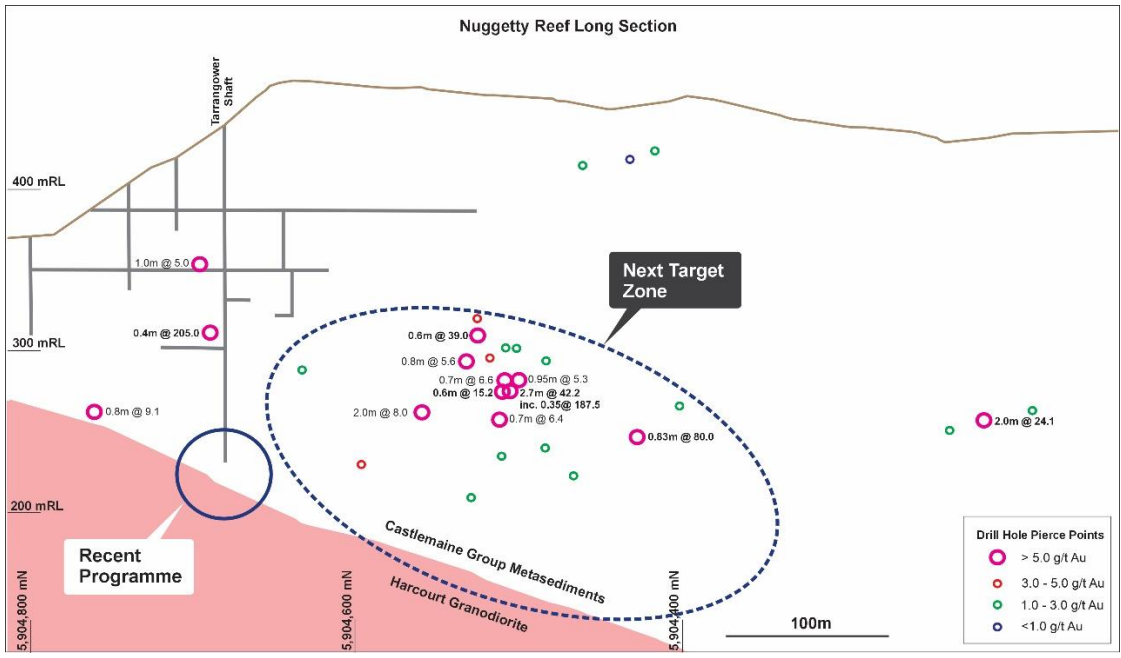 Nuggetty Reef Long Section
Tarrangower
Shaft
400 mRL
1.0m @ 5.0
Next Target
Zone
0.4m @ 205.0
0.6m @ 39.0
300 mRL
0.8m @ 5.6
0.7m @ 6.6
0.95m @ 5.3
0.6m @ 15.2
2.7m @ 42.2
inc. 0.35@ 187.5
0.8m @ 9.1
2.0m @ 8.0
0.7m @ 6.4
0.83m @ 80.0
2.0m @ 24.1
200 mRL
Castlemaine Group Metasediments
Harcourt Granodiorite
Recent
Programme
Drill Hole Pierce Points
> 5.0 g/t Au
3.0 - 5.0 g/t Au
1.0 - 3.0 g/t Au
<1.0 g/t Au
5,904,800 mN
5,904,600 mN
5,904,400 mN
100m